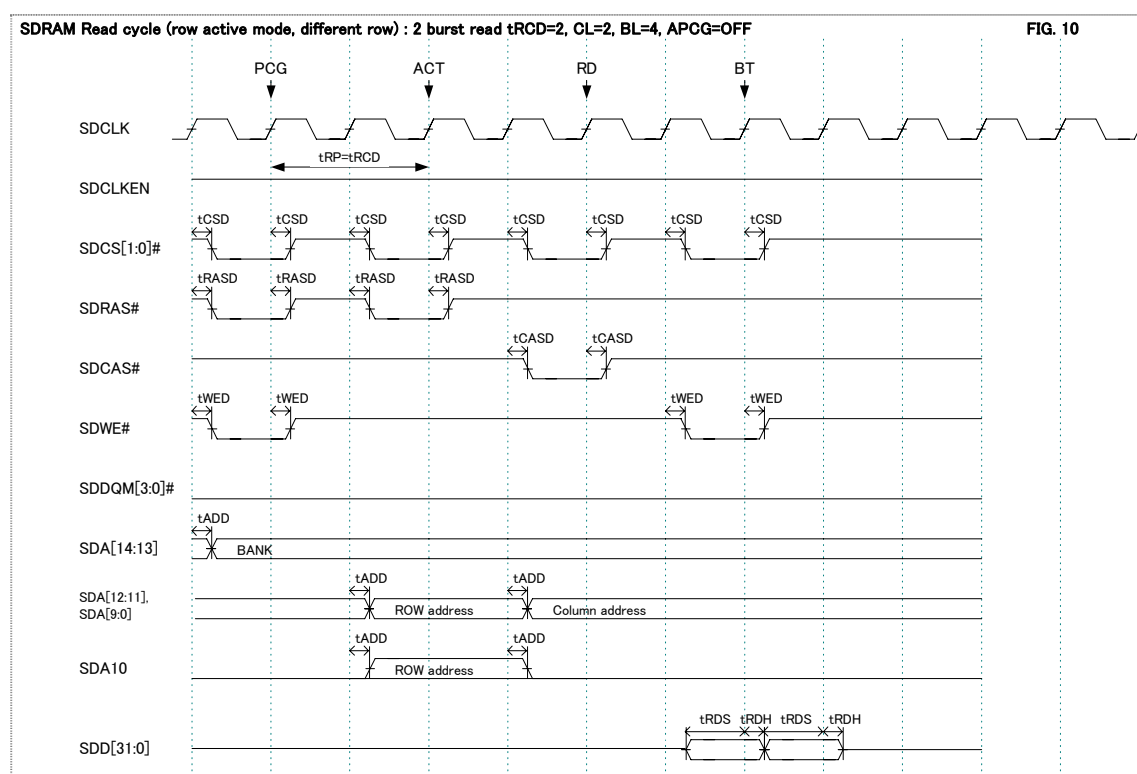 SDRAM Read cycle (row active mode, different row) : 2 burst read tRCD=2, CL=2, BL=4, APCG=OFF FIG. 10
PCG ACT RD BT
SDCLK
tRP=tRCD
SDCLKEN
tCSD tCSD tCSD tCSD tCSD tCSD tCSD tCSD
SDCS[1:0]#
tRASD tRASD tRASD tRASD
SDRAS#
tCASD tCASD
SDCAS#
tWED tWED tWED tWED
SDWE#
SDDQM[3:0]#
tADD
SDA[14:13] BANK
tADD tADD
SDA[12:11],
SDA[9:0] ROW address Column address
tADD tADD
SDA10 ROW address
tRDS tRDH tRDS tRDH
SDD[31:0]